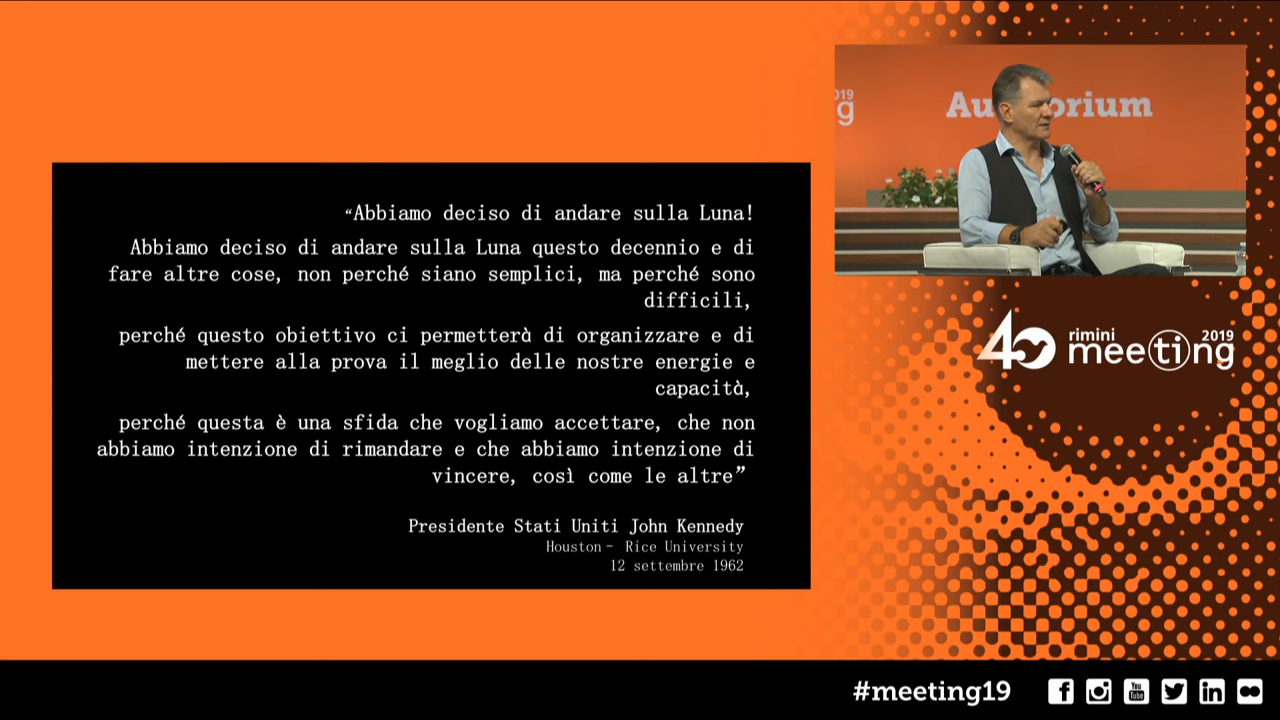 “Abbiamo deciso di andare sulla Luna!
Abbiamo deciso di andare sulla Luna questo decennio e di
fare altre cose, non perché siano semplici, ma perché sono
difficili,
perché questo obiettivo ci permetterà di organizzare e di
mettere alla prova il meglio delle nostre energie e
capacità,
perché questa è una sfida che vogliamo accettare, che non
abbiamo intenzione di rimandare e che abbiamo intenzione di
vincere, così come le altre”
Presidente Stati Uniti John Kennedy
Houston - Rice University
12 settembre 1962
40 rimini 2019
meeting
#meeting19
You
Tube